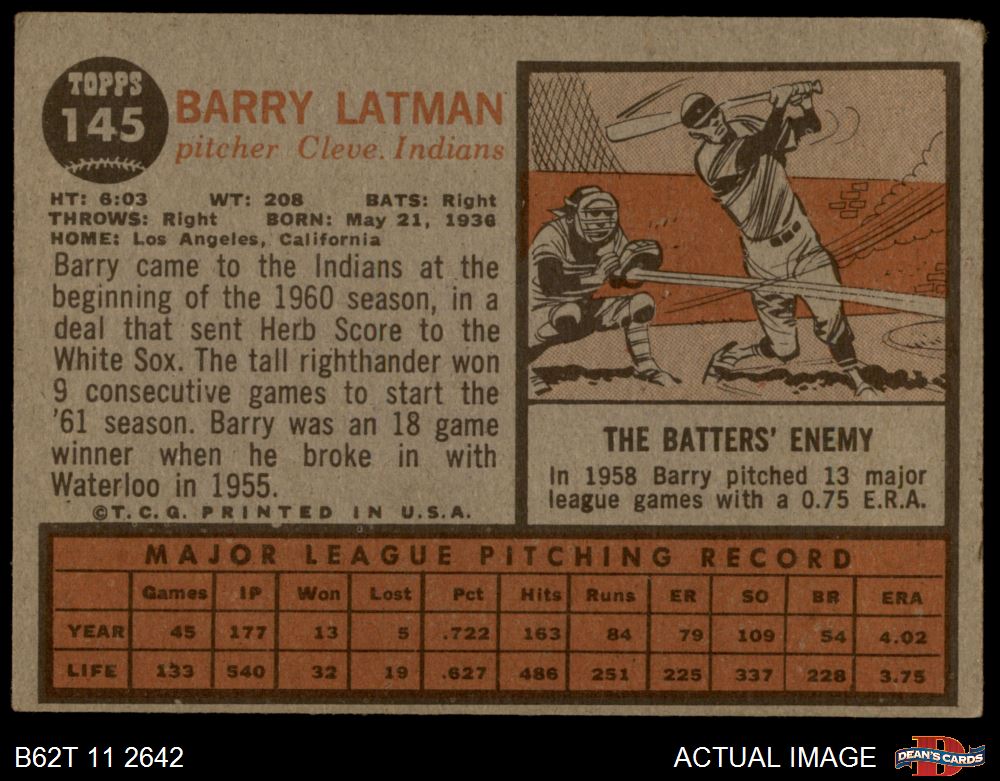 TOPPS
145
BARRY LATMAN
pitcher Cleve. Indians
HT: 6:03 WT: 208 BATS: Right
THROWS: Right BORN: May 21, 1936
HOME: Los Angeles, California
Barry came to the Indians at the
beginning of the 1960 season, in a
deal that sent Herb Score to the
White Sox. The tall righthander won
9 consecutive games to start the
'61 season. Barry was an 18 game
winner when he broke in with
Waterloo in 1955.
©T.C.G. PRINTED IN U.S.A.
THE BATTERS' ENEMY
In 1958 Barry pitched 13 major
league games with a 0.75 E.R.A.
MAJOR LEAGUE PITCHING RECORD
Games IP Won Lost Pct Hits Runs ER SO BR ERA
YEAR 45 177 13 5 .722 163 84 79 109 54 4.02
LIFE 133 540 32 19 .627 486 251 225 337 228 3.75
B62T 11 2642
ACTUAL IMAGE
D
DEAN'S CARDS